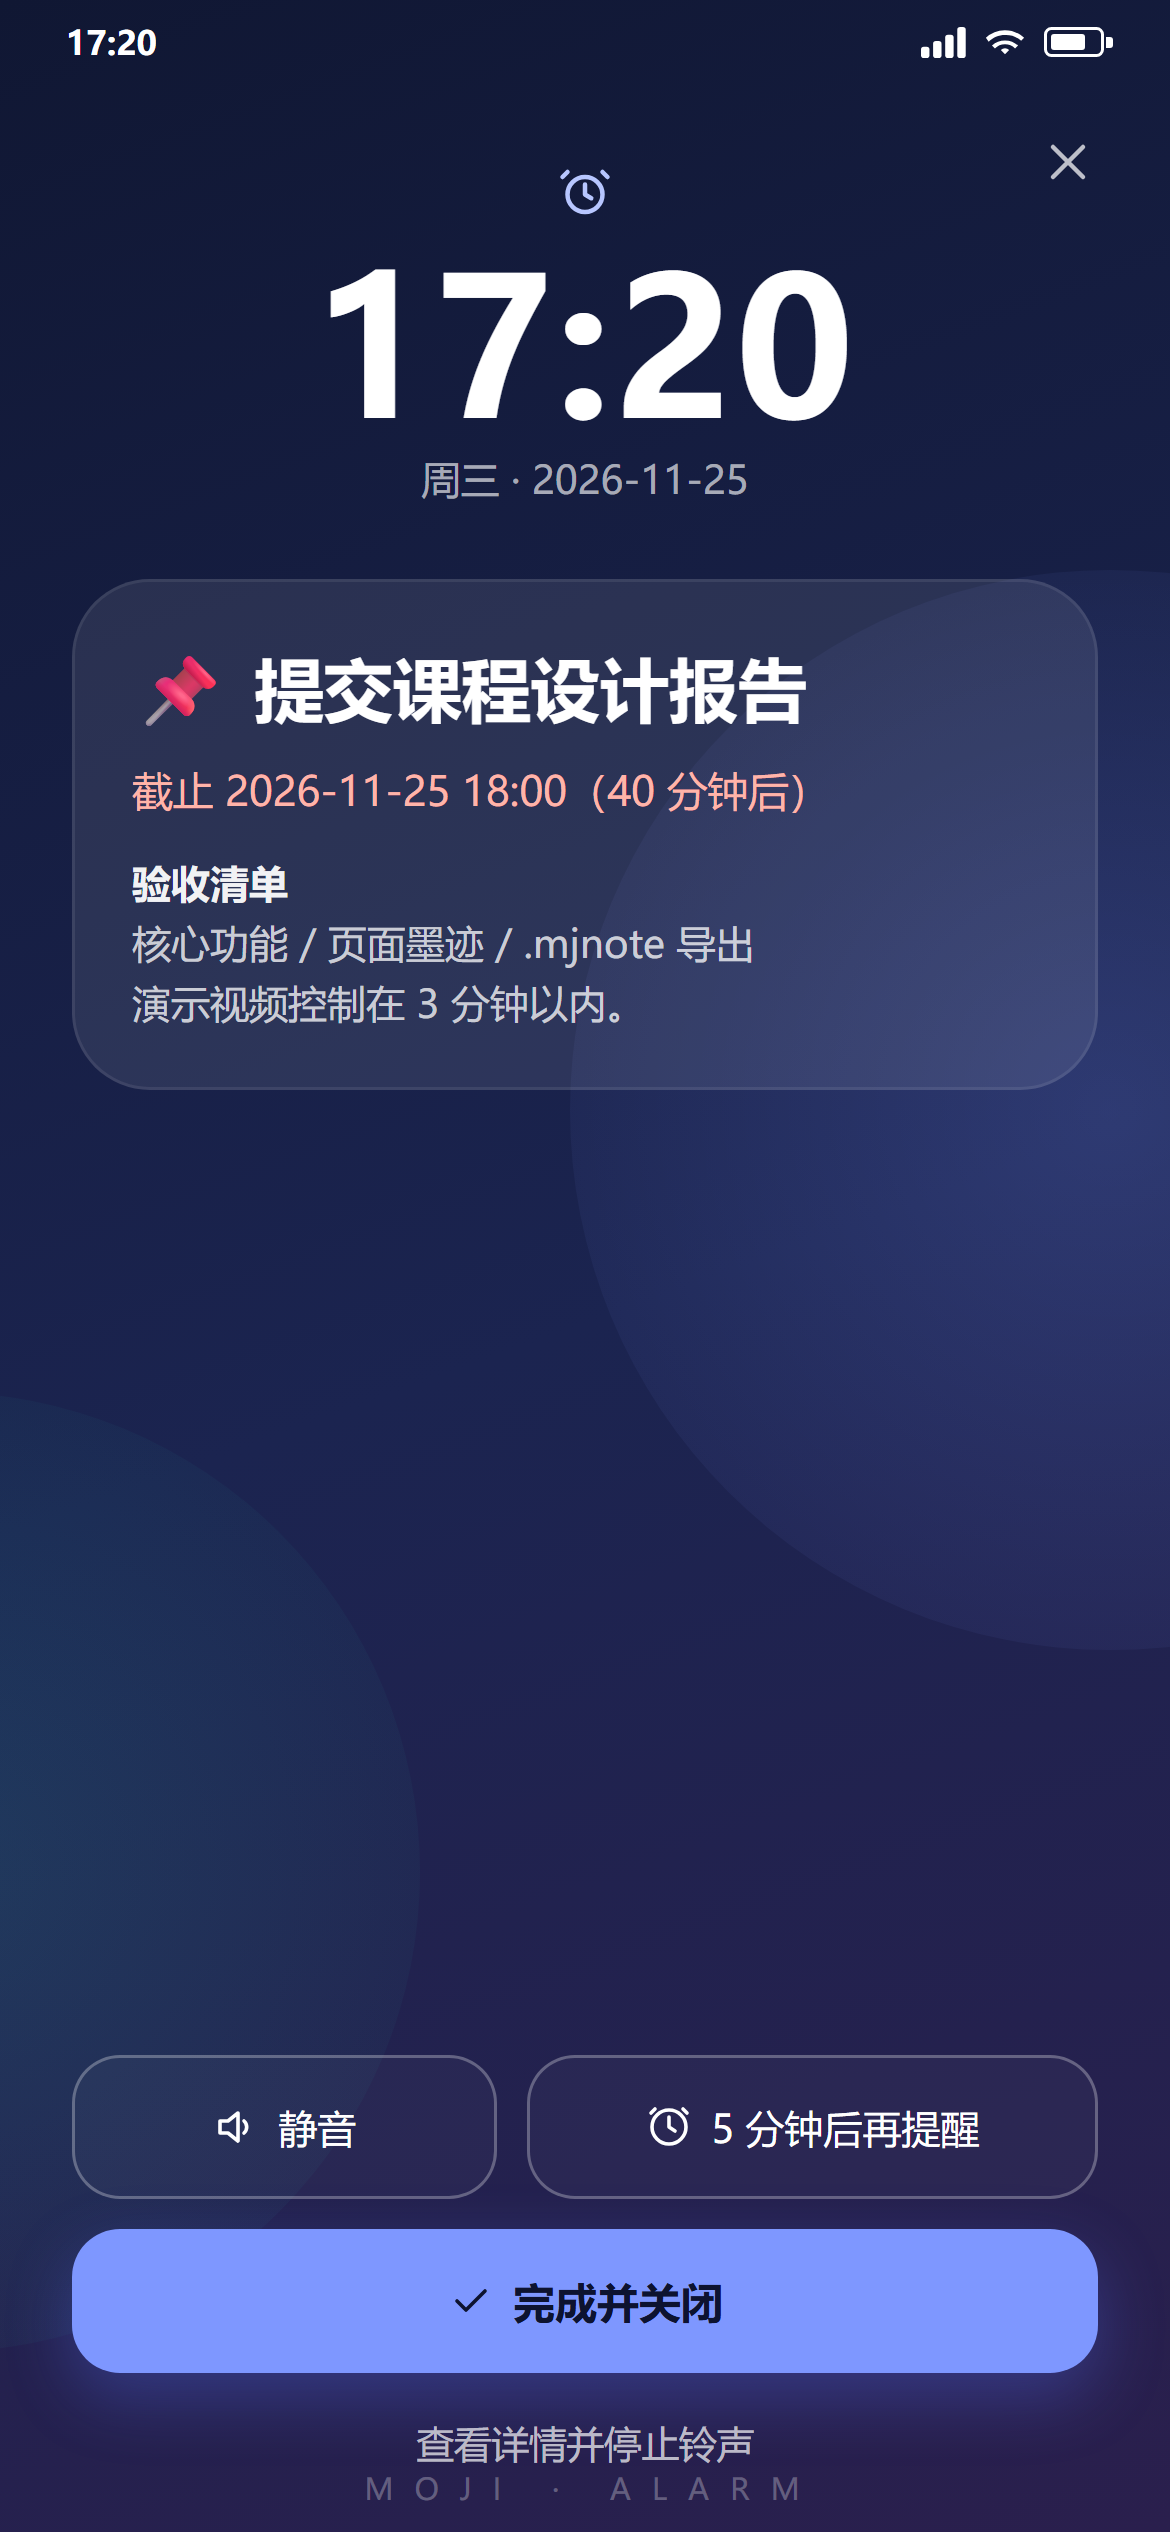 17:20
17:20
周三 · 2026-11-25
提交课程设计报告
截止 2026-11-25 18:00（40 分钟后）
验收清单
核心功能 / 页面墨迹 / .mjnote 导出
演示视频控制在 3 分钟以内。
静音
5 分钟后再提醒
完成并关闭
查看详情并停止铃声
MOJI · ALARM